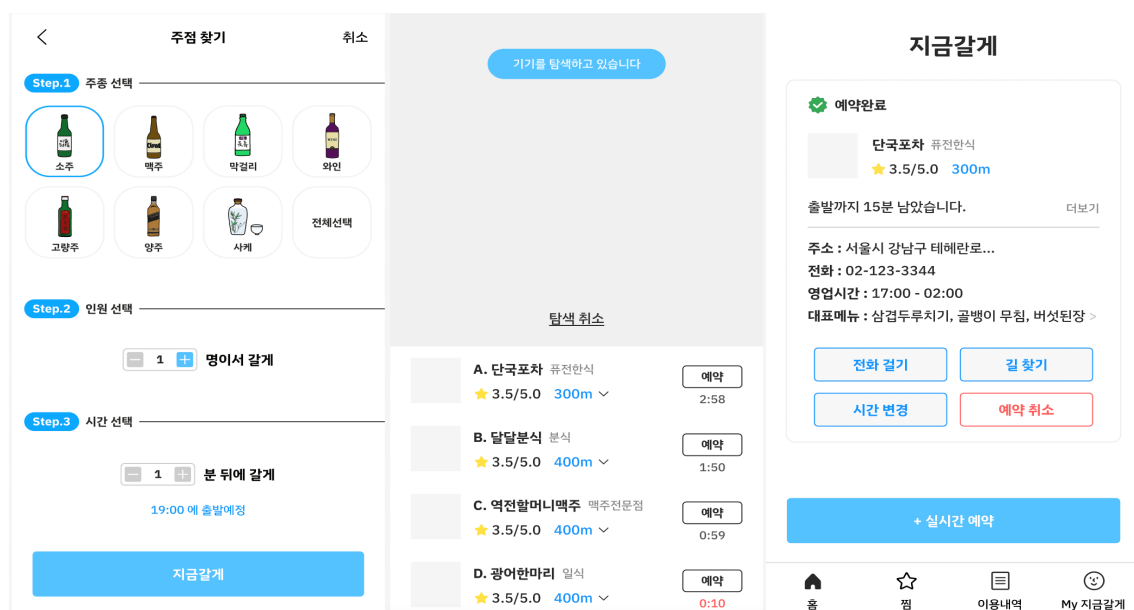 주점 찾기
취소
Step.1 주종 선택
소주
맥주
막걸리
와인
고량주
양주
사케
전체선택
Step.2 인원 선택
1 명이서 갈게
Step.3 시간 선택
1 분 뒤에 갈게
19:00 에 출발예정
지금갈게
기기를 탐색하고 있습니다
탐색 취소
A. 단국포차 퓨전한식
예약
3.5/5.0 300m
2:58
B. 달달분식 분식
예약
3.5/5.0 400m
1:50
C. 역전할머니맥주 맥주전문점
예약
3.5/5.0 400m
0:59
D. 광어한마리 일식
예약
3.5/5.0 400m
0:10
지금갈게
예약완료
단국포차 퓨전한식
3.5/5.0 300m
출발까지 15분 남았습니다.
더보기
주소 : 서울시 강남구 테헤란로...
전화 : 02-123-3344
영업시간 : 17:00 - 02:00
대표메뉴 : 삼겹두루치기, 골뱅이 무침, 버섯된장 >
전화 걸기
길 찾기
시간 변경
예약 취소
+ 실시간 예약
홈
찜
이용내역
My 지금갈게